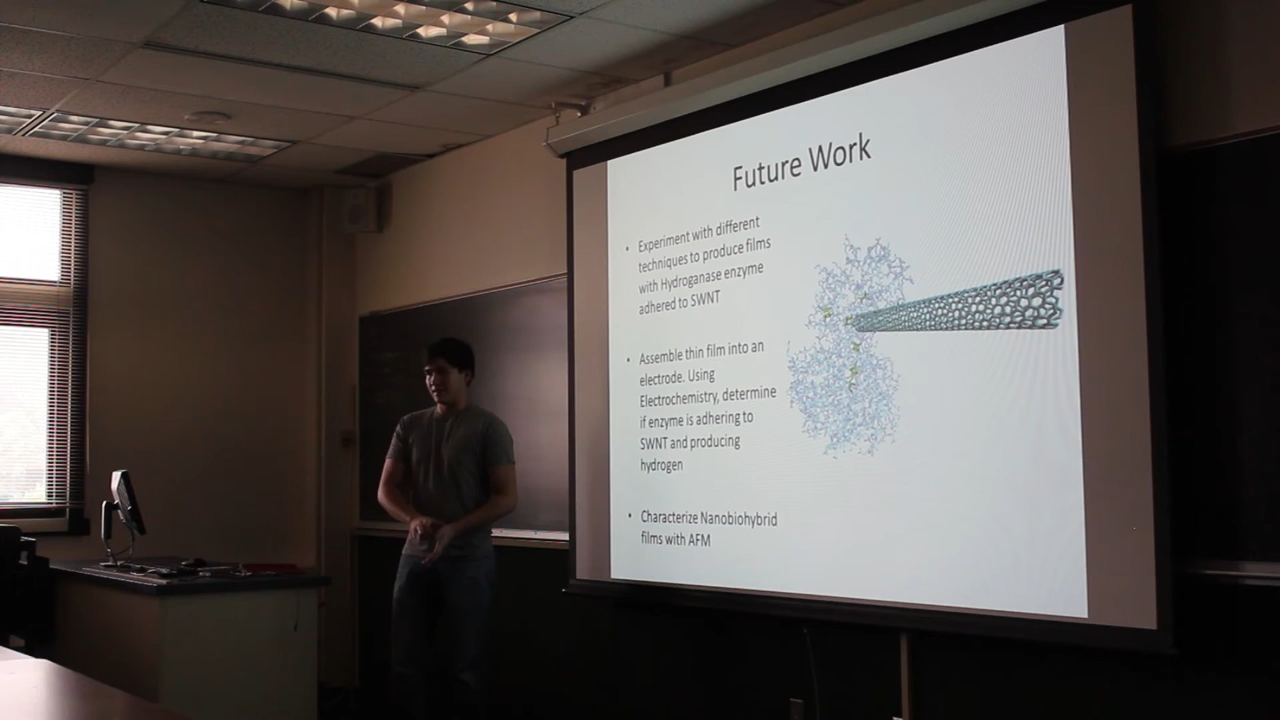 Future Work
• Experiment with different
techniques to produce films
with Hydroganase enzyme
adhered to SWNT
• Assemble thin film into an
electrode. Using
Electrochemistry, determine
if enzyme is adhering to
SWNT and producing
hydrogen
• Characterize Nanobiohybrid
films with AFM